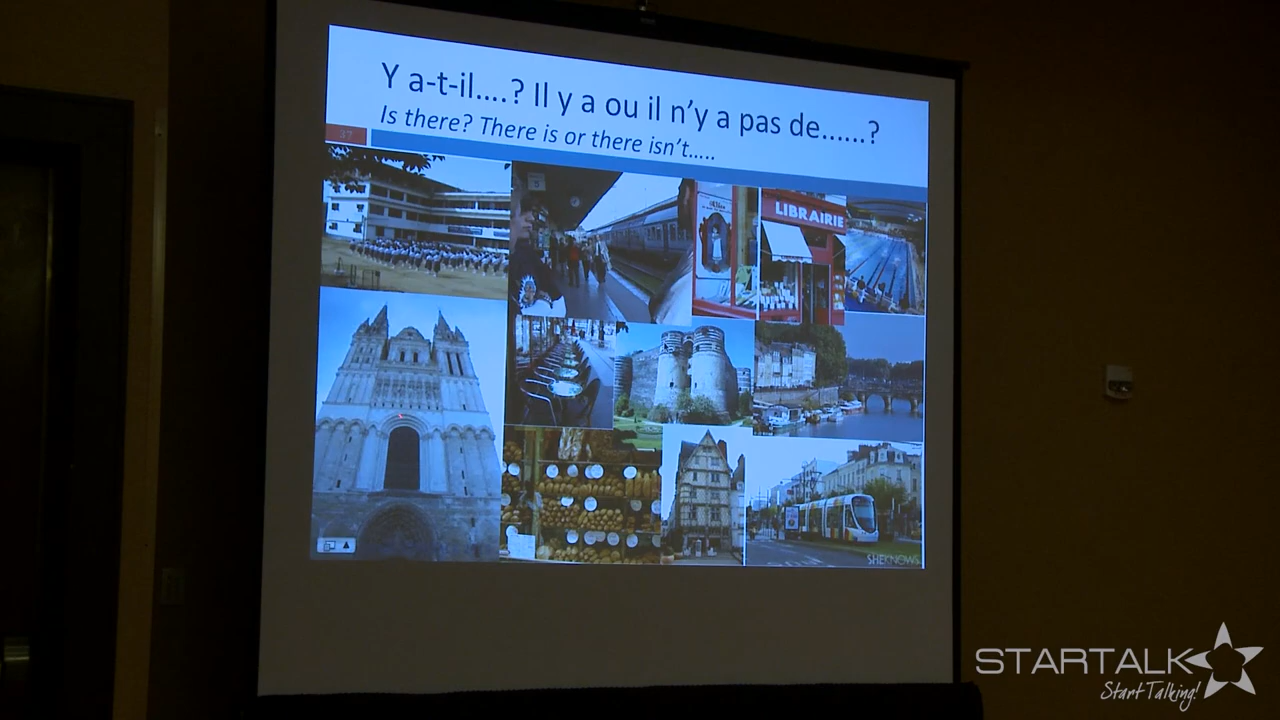 Y a-t-il....? Il y a ou il n'y a pas de......?
Is there? There is or there isn't.....
37
5
LIBRAIRIE
SHEKNOWS
STARTALK
Start Talking!